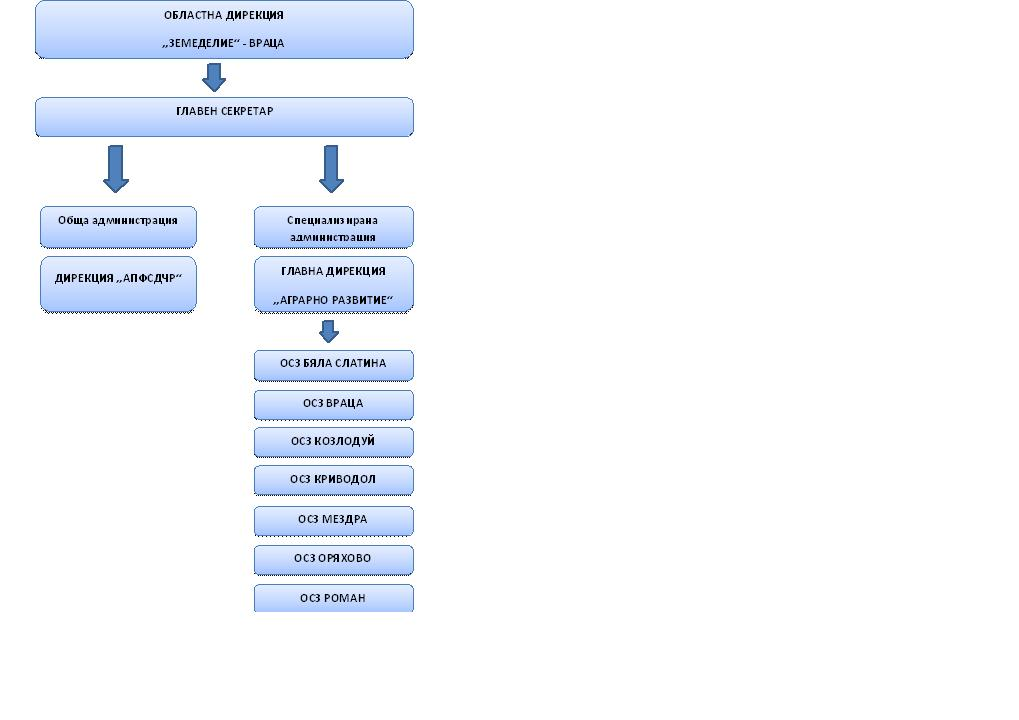 ОБЛАСТНА ДИРЕКЦИЯ
„ЗЕМЕДЕЛИЕ“ - ВРАЦА
ГЛАВЕН СЕКРЕТАР
Обща администрация
ДИРЕКЦИЯ „АПФСДЧР“
Специализирана
администрация
ГЛАВНА ДИРЕКЦИЯ
„АГРАРНО РАЗВИТИЕ“
ОСЗ БЯЛА СЛАТИНА
ОСЗ ВРАЦА
ОСЗ КОЗЛОДУЙ
ОСЗ КРИВОДОЛ
ОСЗ МЕЗДРА
ОСЗ ОРЯХОВО
ОСЗ РОМАН